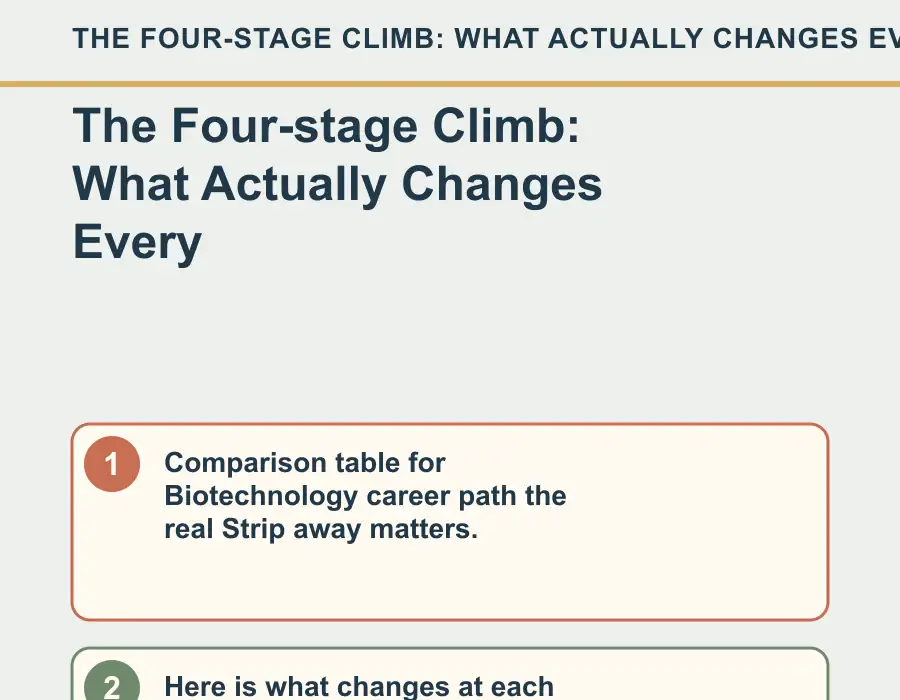 THE FOUR-STAGE CLIMB: WHAT ACTUALLY CHANGES
The Four-stage Climb:
What Actually Changes
Every
1
Comparison table for
Biotechnology career path the
real Strip away matters.
2
Here is what changes at each